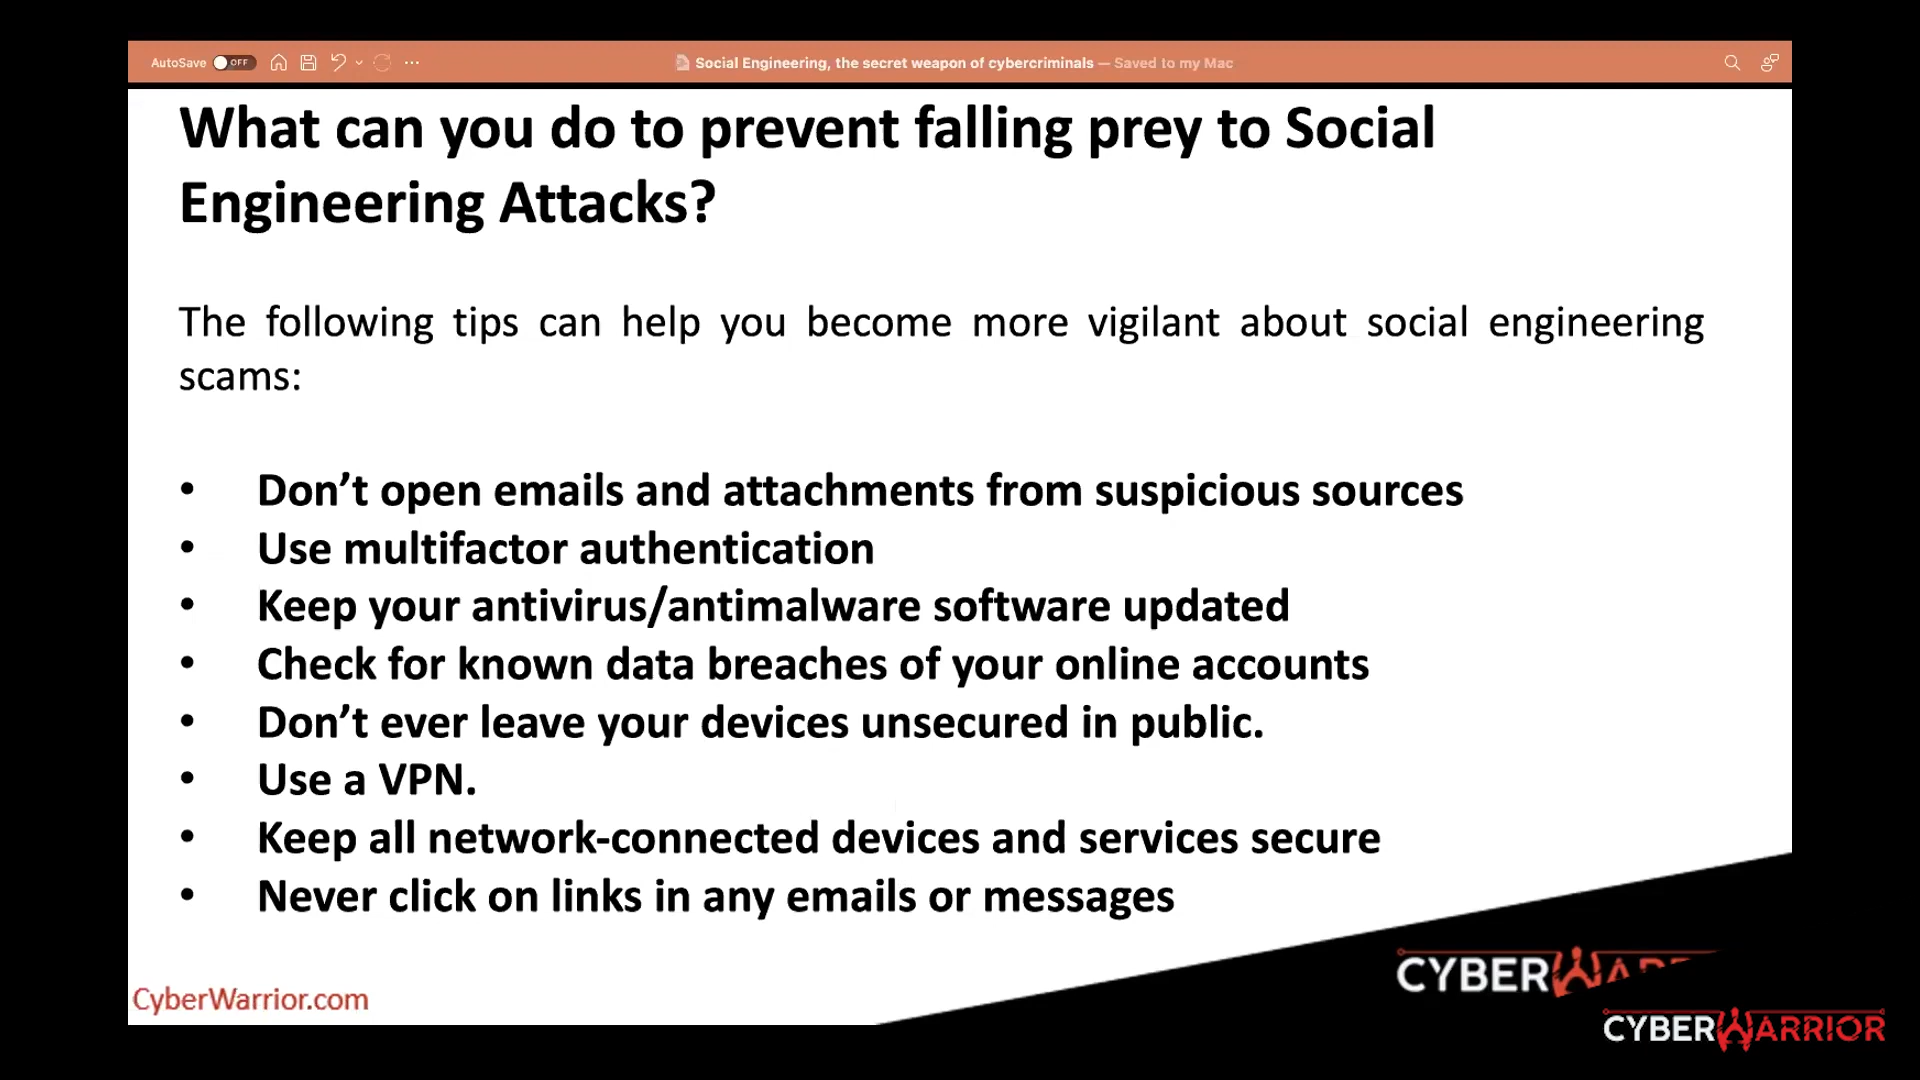 AutoSave OFF
Social Engineering, the secret weapon of cybercriminals — Saved to my Mac
What can you do to prevent falling prey to Social
Engineering Attacks?
The following tips can help you become more vigilant about social engineering
scams:
• Don’t open emails and attachments from suspicious sources
• Use multifactor authentication
• Keep your antivirus/antimalware software updated
• Check for known data breaches of your online accounts
• Don’t ever leave your devices unsecured in public.
• Use a VPN.
• Keep all network-connected devices and services secure
• Never click on links in any emails or messages
CyberWarrior.com
CYBERWA
CYBERWARRIOR